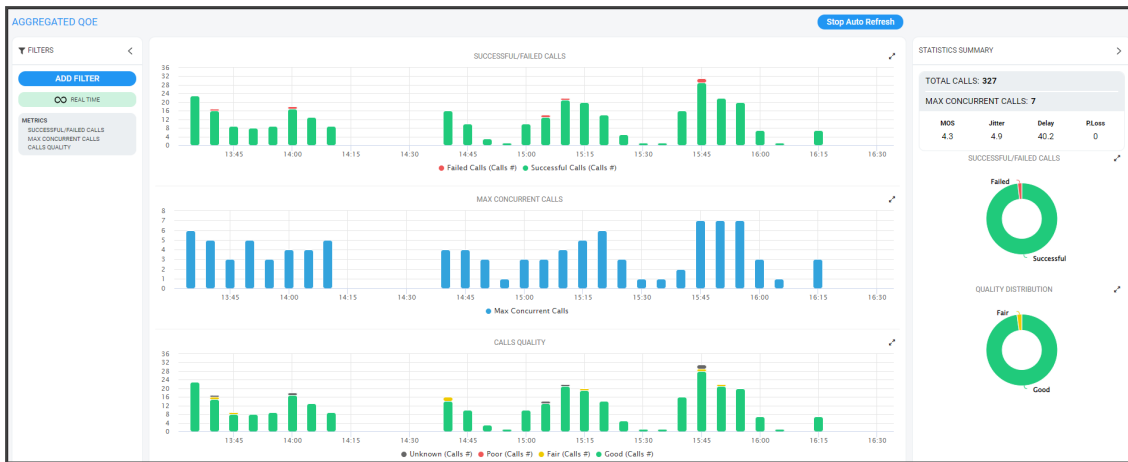 AGGREGATED QOE
Stop Auto Refresh
FILTERS
ADD FILTER
REAL TIME
METRICS
SUCCESSFUL/FAILED CALLS
MAX CONCURRENT CALLS
CALLS QUALITY
SUCCESSFUL/FAILED CALLS
36
32
28
24
20
16
12
8
4
0
13:45 14:00 14:15 14:30 14:45 15:00 15:15 15:30 15:45 16:00 16:15 16:30
Failed Calls (Calls #) Successful Calls (Calls #)
MAX CONCURRENT CALLS
8
7
6
5
4
3
2
1
0
13:45 14:00 14:15 14:30 14:45 15:00 15:15 15:30 15:45 16:00 16:15 16:30
Max Concurrent Calls
CALLS QUALITY
36
32
28
24
20
16
12
8
4
0
13:45 14:00 14:15 14:30 14:45 15:00 15:15 15:30 15:45 16:00 16:15 16:30
Unknown (Calls #) Poor (Calls #) Fair (Calls #) Good (Calls #)
STATISTICS SUMMARY
TOTAL CALLS: 327
MAX CONCURRENT CALLS: 7
MOS Jitter Delay P.Loss
4.3 4.9 40.2 0
SUCCESSFUL/FAILED CALLS
Failed
Successful
QUALITY DISTRIBUTION
Fair
Good